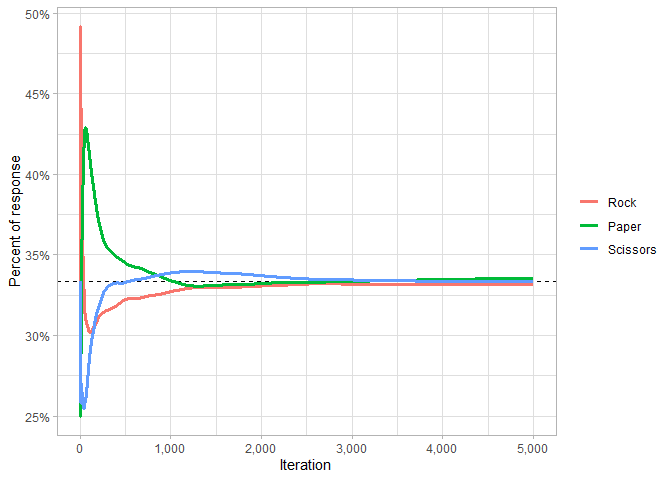 50%
45%
40%
35%
30%
25%
Percent of response
0 1,000 2,000 3,000 4,000 5,000
Iteration
Rock
Paper
Scissors